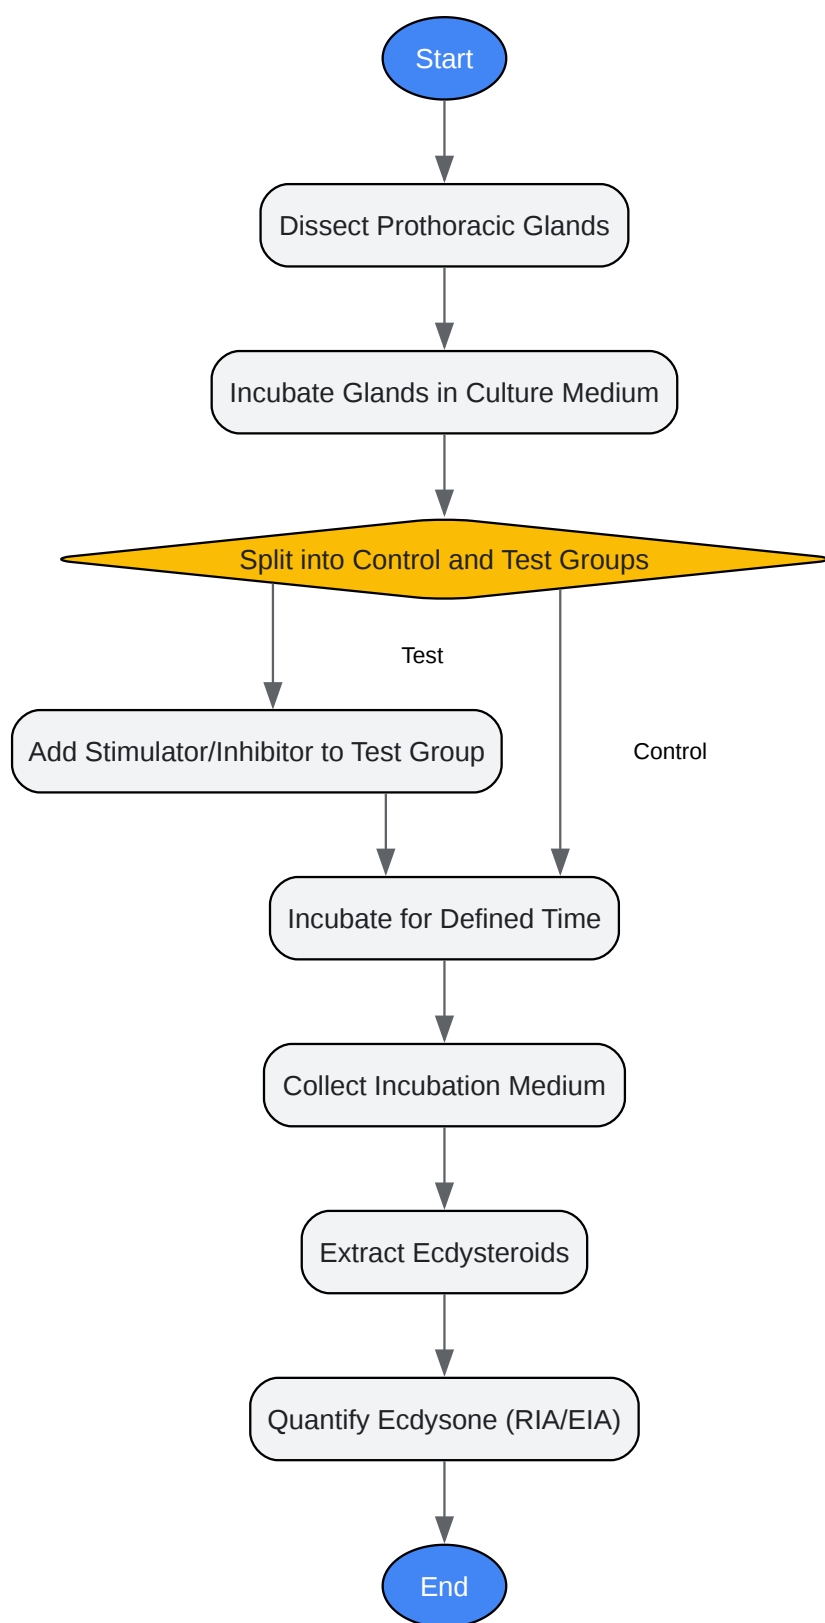 Start
Dissect Prothoracic Glands
Incubate Glands in Culture Medium
Split into Control and Test Groups
Test
Add Stimulator/Inhibitor to Test Group
Control
Incubate for Defined Time
Collect Incubation Medium
Extract Ecdysteroids
Quantify Ecdysone (RIA/EIA)
End